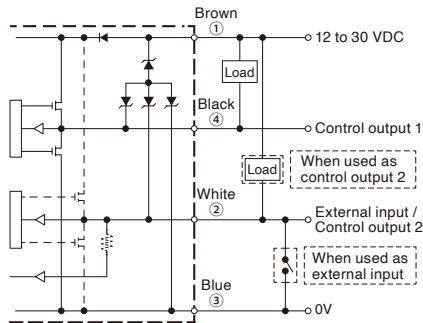 Brown
①
12 to 30 VDC
Load
Black
④
Control output 1
When used as
control output 2
Load
White
②
External input /
Control output 2
When used as
external input
Blue
③
0V